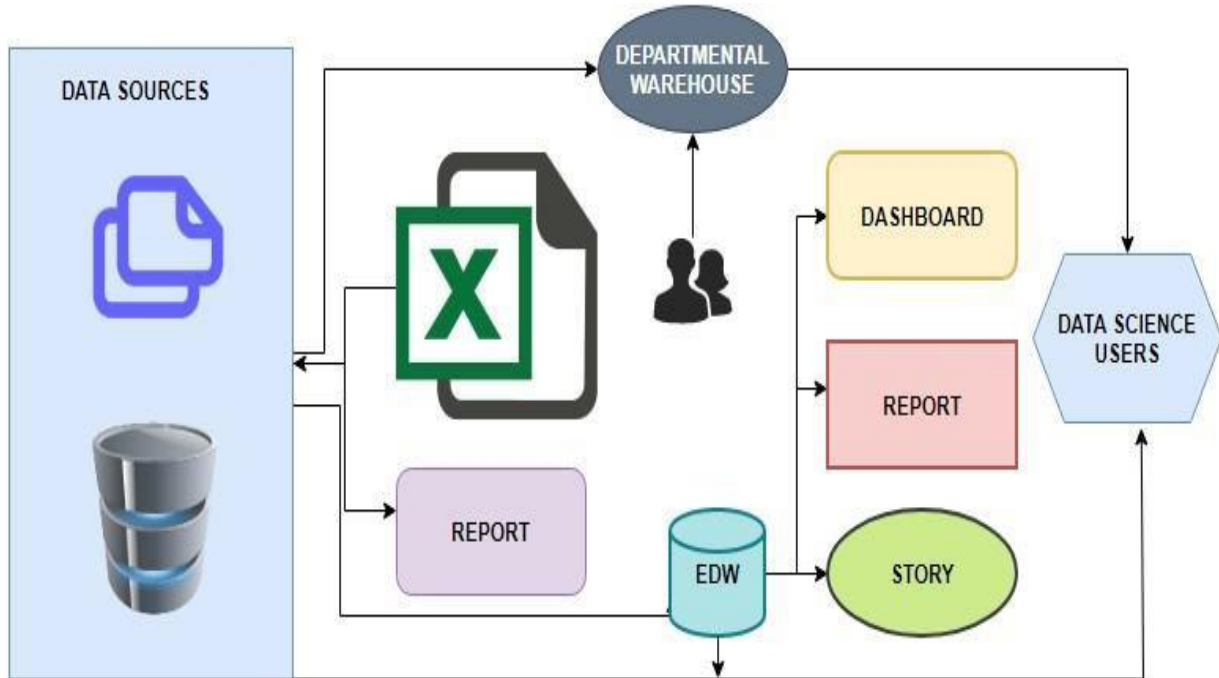 DATA SOURCES
DEPARTMENTAL
WAREHOUSE
X
DASHBOARD
DATA SCIENCE
USERS
REPORT
REPORT
EDW
STORY